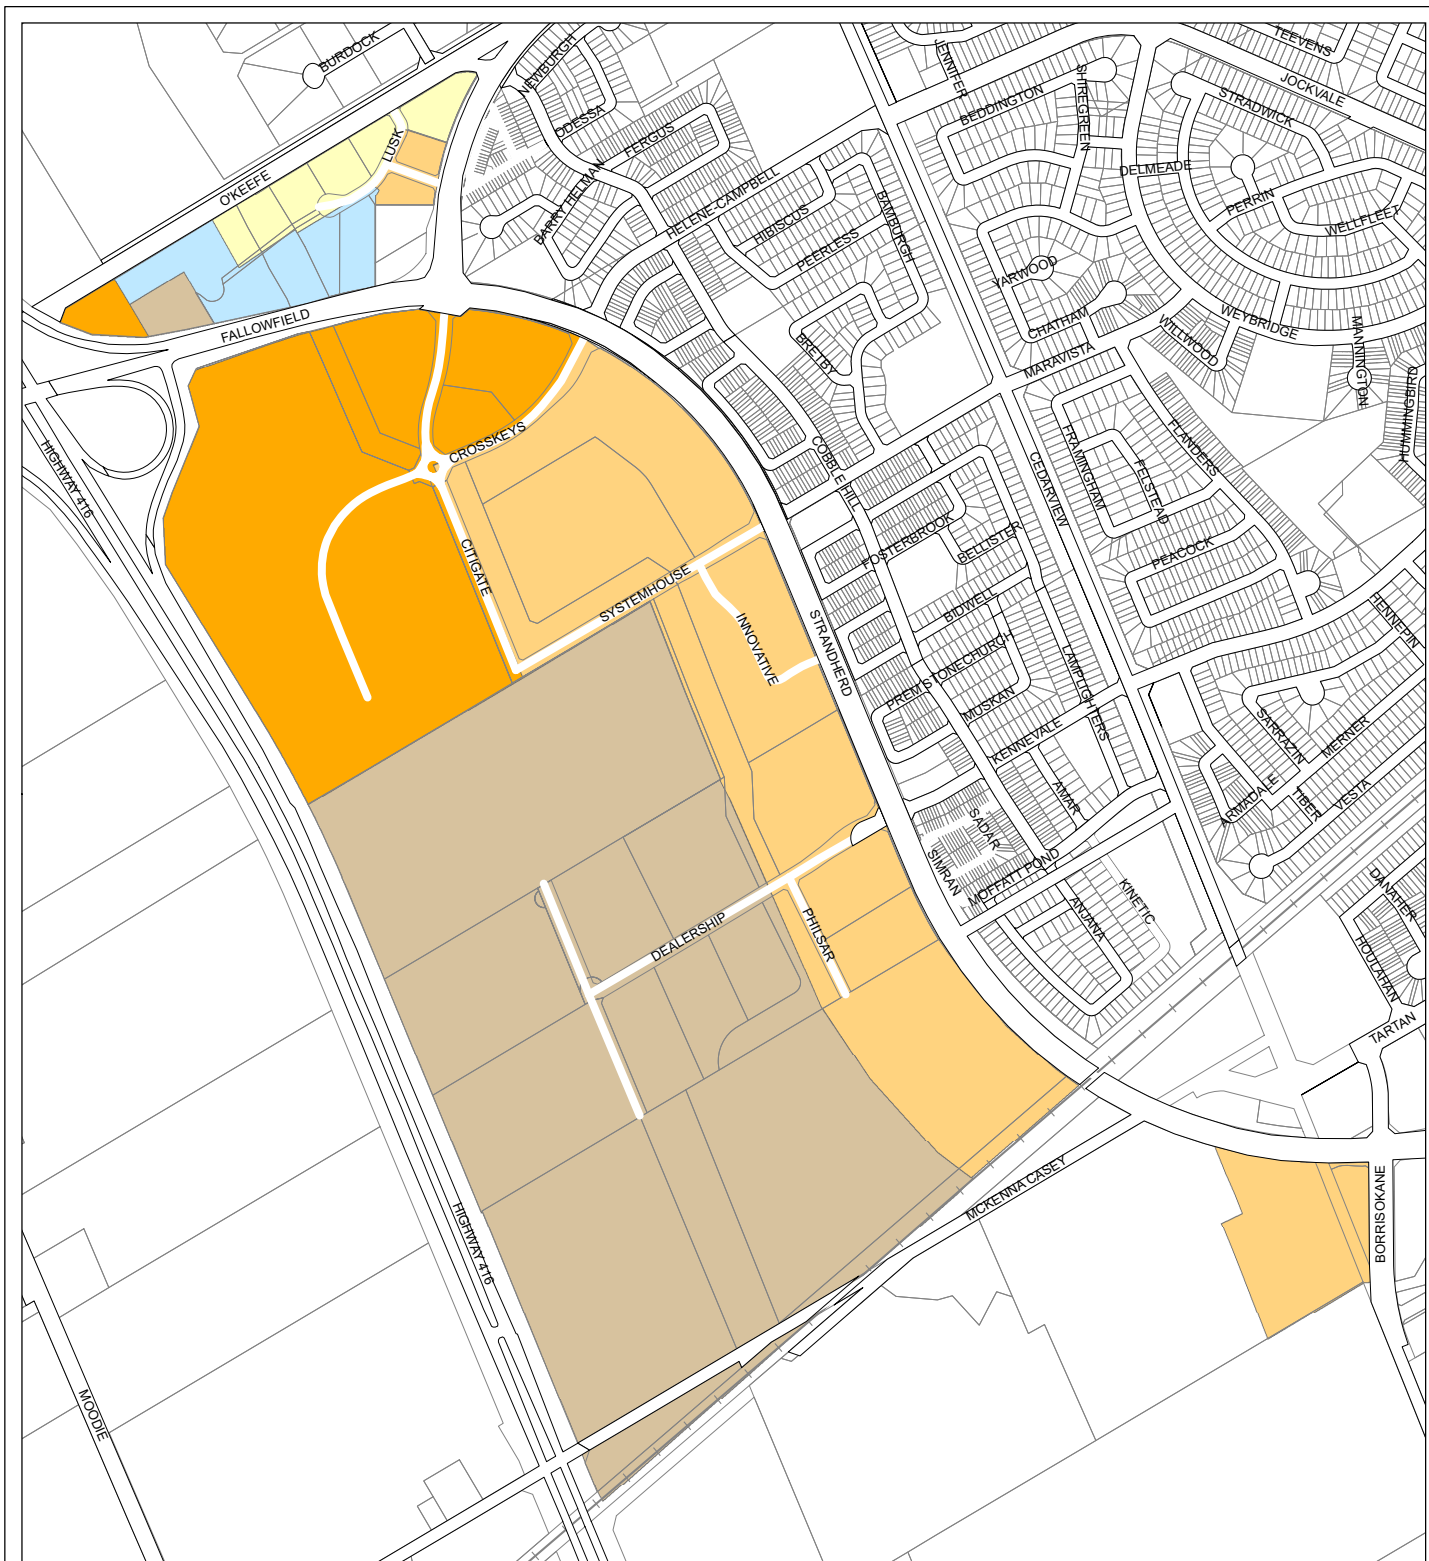 BURDOCK
NEWBURGH
ODESSA
FERGUS
LUSK
O'KEEFE
BARRY HELMAN
HELENE-CAMPBELL
HIBISCUS
PEERLESS
BAMBURGH
JENNIFER
BEDDINGTON
SHIREGREEN
TEEVENS
JOCKVALE
STRADWICK
DELMEADE
PERRIN
WELLFLEET
YARWOOD
CHATHAM
WILLWOOD
WEYBRIDGE
MANNINGTON
HUMMINGBIRD
MARAVISTA
BRETBY
FALLOWFIELD
HIGHWAY 416
CROSSKEYS
CITIGATE
SYSTEMHOUSE
INNOVATIVE
STRANDHERD
COBBLE HILL
FOSTERBROOK
BELLISTER
CEDARVIEW
FRAMINGHAM
FELSTEAD
FLANDERS
PEACOCK
BIDWELL
PREM'S
STONECHURCH
MUSKAN
LAMPLIGHTERS
KENNEVALE
HENNEPIN
SARRAZIN
MERNER
ARMADALE
TIBER
VESTA
AMAR
SADAR
SIMRAN
MOFFATT POND
ANJANA
KINETIC
DANAHER
HOULAHAN
TARTAN
DEALERSHIP
PHILSAR
MCKENNA CASEY
BORRISOKANE
HIGHWAY 416
MOODIE